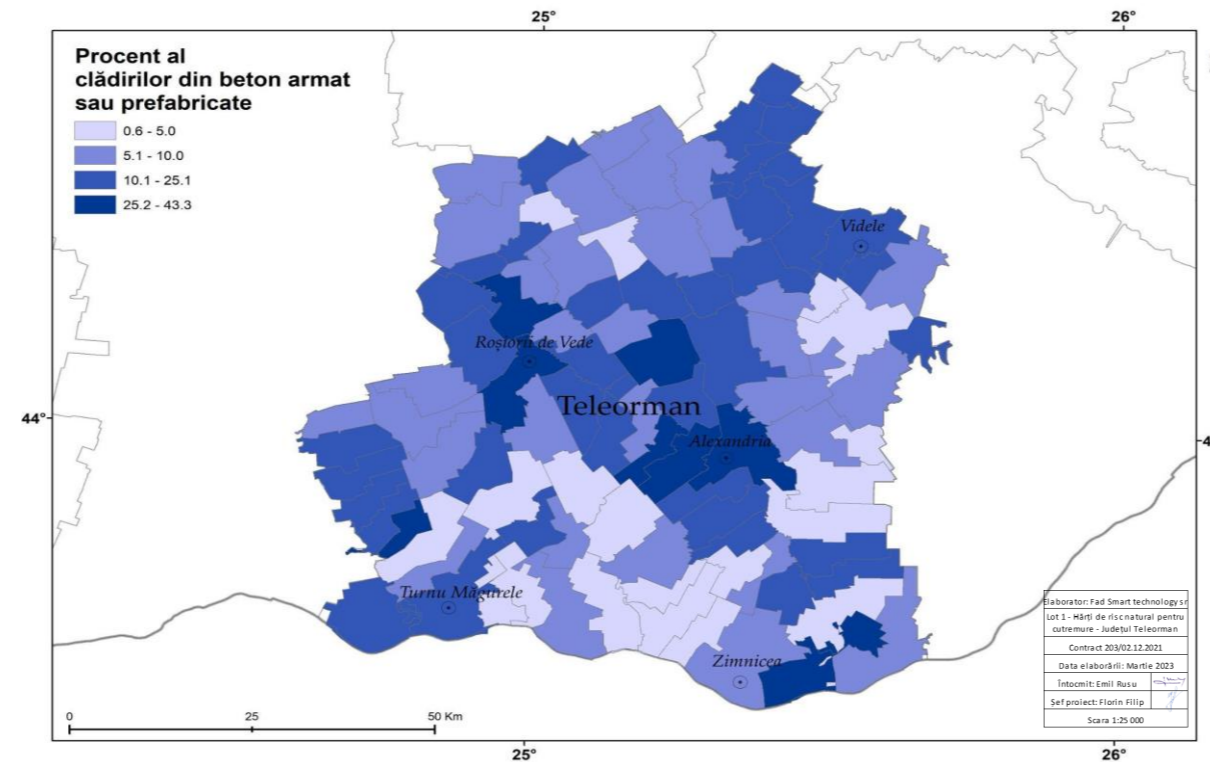 25°
26°
Procent al
clădirilor din beton armat
sau prefabricate
0.6 - 5.0
5.1 - 10.0
10.1 - 25.1
25.2 - 43.3
Videle
Roșiorii de Vede
Teleorman
44°
Alexandria
Turnu Măgurele
Zimnicea
Elaborator: Fad Smart technology sr
Lot 1 - Hărți de risc natural pentru
cutremure - Județul Teleorman
Contract 203/02.12.2021
Data elaborării: Martie 2023
Întocmit: Emil Rusu
Șef proiect: Florin Filip
Scara 1:25 000
0 25 50 Km
25°
26°